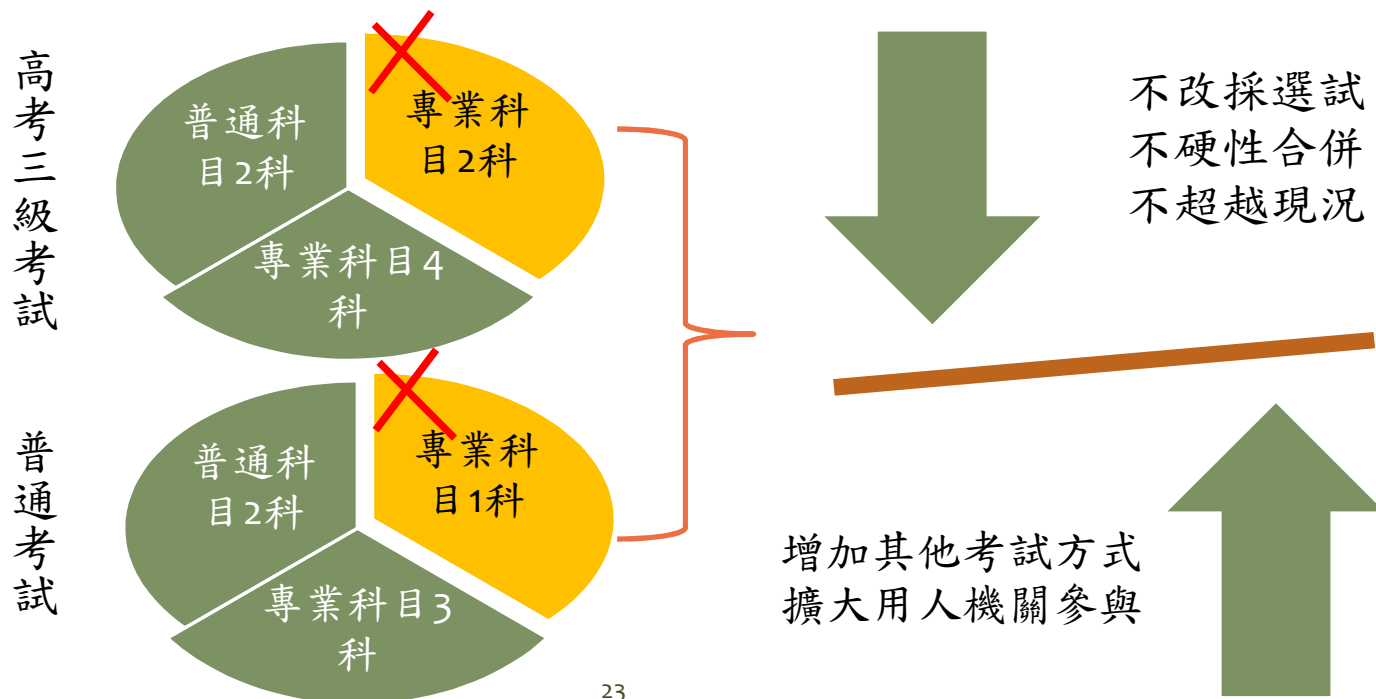 高考三級考試
普通科
目2科
專業科
目2科
專業科目4
科
普通考試
普通科
目2科
專業科
目1科
專業科目3
科
不改採選試
不硬性合併
不超越現況
增加其他考試方式
擴大用人機關參與
23